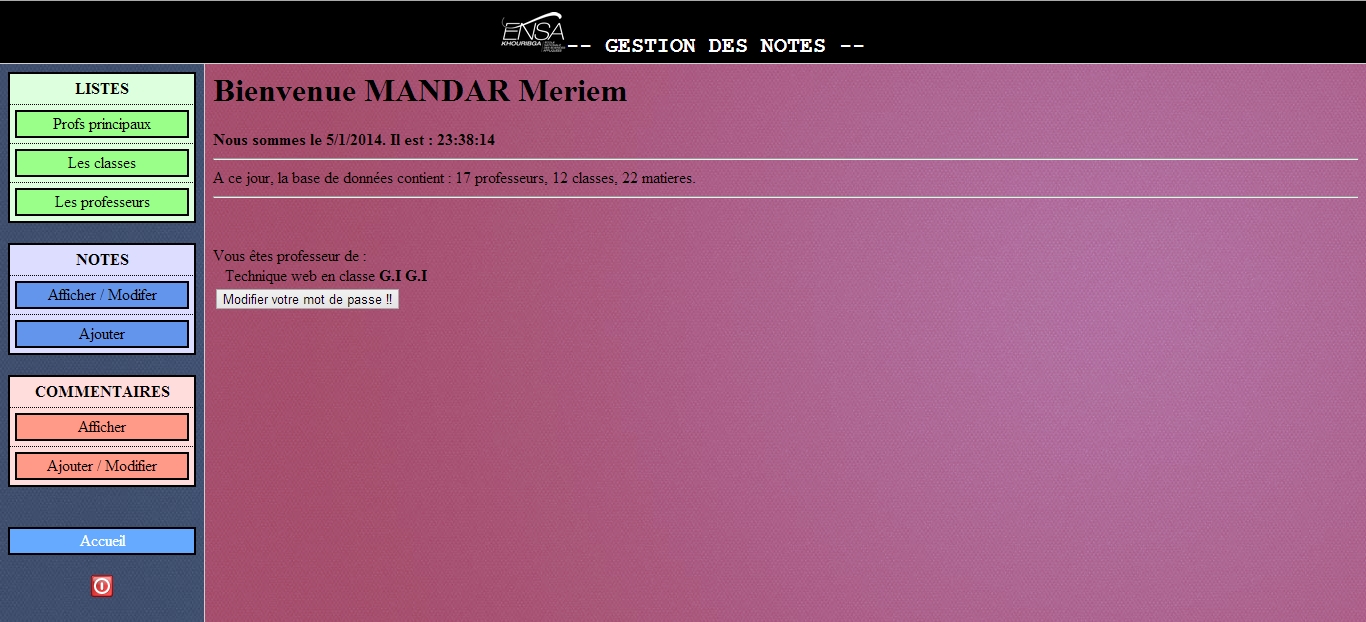 ENSA
KHOURIBGA
-- GESTION DES NOTES --
LISTES
Profs principaux
Les classes
Les professeurs
NOTES
Afficher / Modifer
Ajouter
COMMENTAIRES
Afficher
Ajouter / Modifier
Accueil
Bienvenue MANDAR Meriem
Nous sommes le 5/1/2014. Il est : 23:38:14
A ce jour, la base de données contient : 17 professeurs, 12 classes, 22 matieres.
Vous êtes professeur de :
Technique web en classe G.I G.I
Modifier votre mot de passe !!